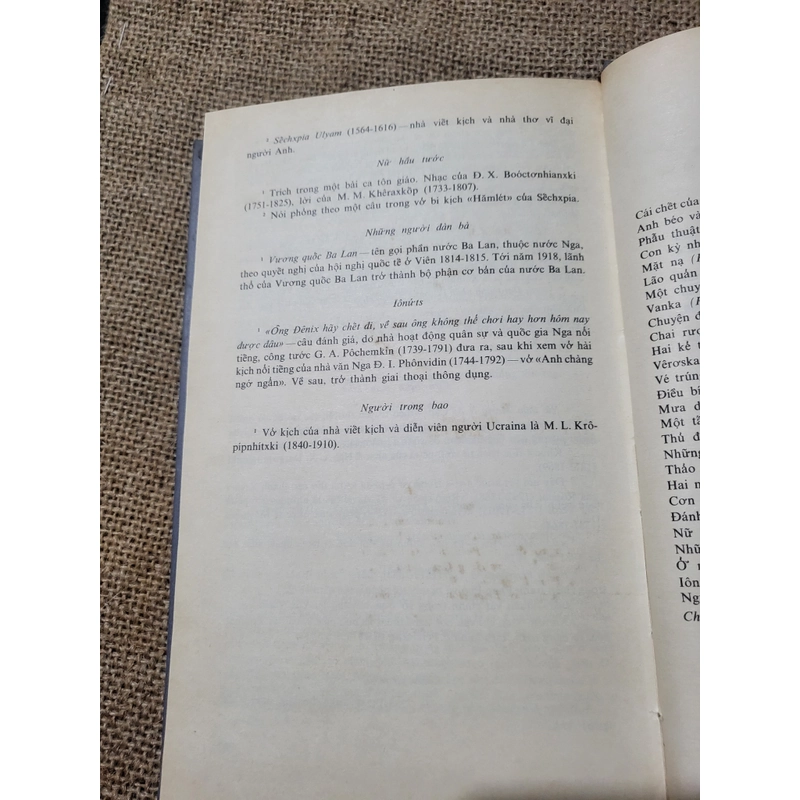 ³ Sêchxpia Ulyam (1564-1616)—nhà viết kịch và nhà thơ vĩ đại
người Anh.
Nữ hầu tước
¹ Trích trong một bài ca tôn giáo. Nhạc của Đ. X. Boóctơnhianxki
(1751-1825), lời của M. M. Khêraxkốp (1733-1807).
² Nói phỏng theo một câu trong vở bi kịch «Hămlét» của Sêchxpia.
Những người đàn bà
¹ Vương quốc Ba Lan—tên gọi phần nước Ba Lan, thuộc nước Nga,
theo quyết nghị của hội nghị quốc tế ở Viên 1814-1815. Tới năm 1918, lãnh
thổ của Vương quốc Ba Lan trở thành bộ phận cơ bản của nước Ba Lan.
Iônứts
¹ «Ông Đênix hãy chết đi, về sau ông không thể chơi hay hơn hôm nay
được đâu»—câu đánh giá, do nhà hoạt động quân sự và quốc gia Nga nổi
tiếng, công tước G. A. Pôchemkin (1739-1791) đưa ra, sau khi xem vở hài
kịch nổi tiếng của nhà văn Nga Đ. I. Phônvidin (1744-1792)—vở «Anh chàng
ngớ ngẩn». Về sau, trở thành giai thoại thông dụng.
Người trong bao
¹ Vở kịch của nhà viết kịch và diễn viên người Ucraina là M. L. Krô-
pipnhitxki (1840-1910).
Cái chết của
Anh béo và
Phẫu thuật
Con kỳ nh
Mặt nạ (
Lão quản
Một chuy
Vanka (
Chuyện đ
Chai rượ
Hai kẻ t
Vêrơska
Vé trún
Điều bí
Mưa d
Một tấ
Thủ đ
Những
Thảo
Hai n
Cơn
Đánh
Nữ
Nhữ
Ở n
Iôn
Ng
Ch